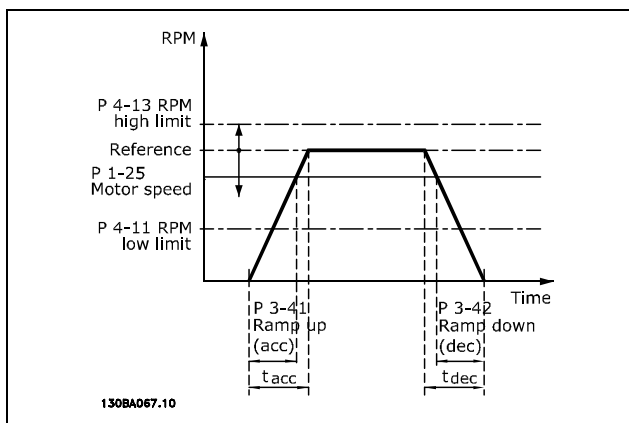 RPM
P 4-13 RPM
high limit
Reference
P 1-25
Motor speed
P 4-11 RPM
low limit
Time
P 3-41
Ramp up
(acc)
P 3-42
Ramp down
(dec)
tacc
tdec
130BA067.10